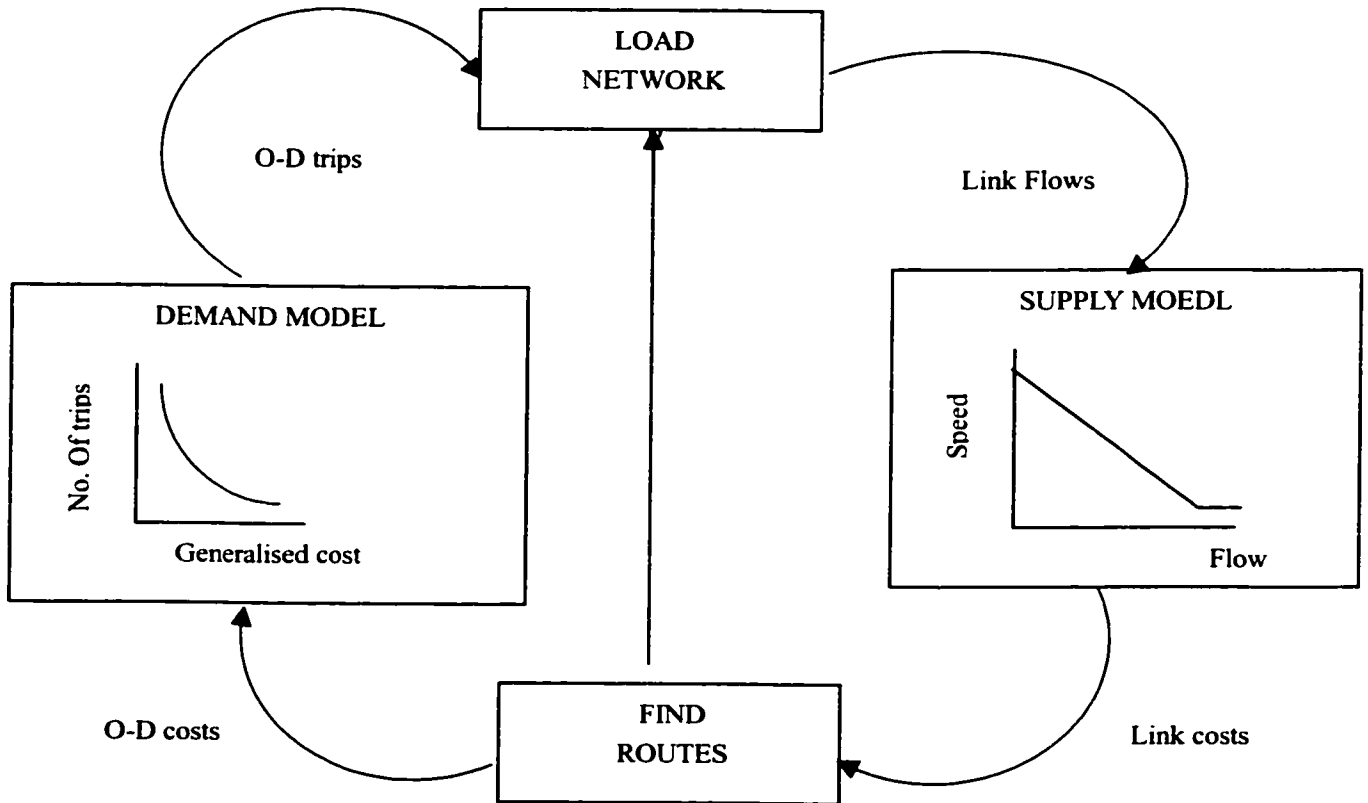 LOAD
NETWORK
O-D trips
Link Flows
DEMAND MODEL
No. Of trips
Generalised cost
SUPPLY MOEDL
Speed
Flow
O-D costs
FIND
ROUTES
Link costs